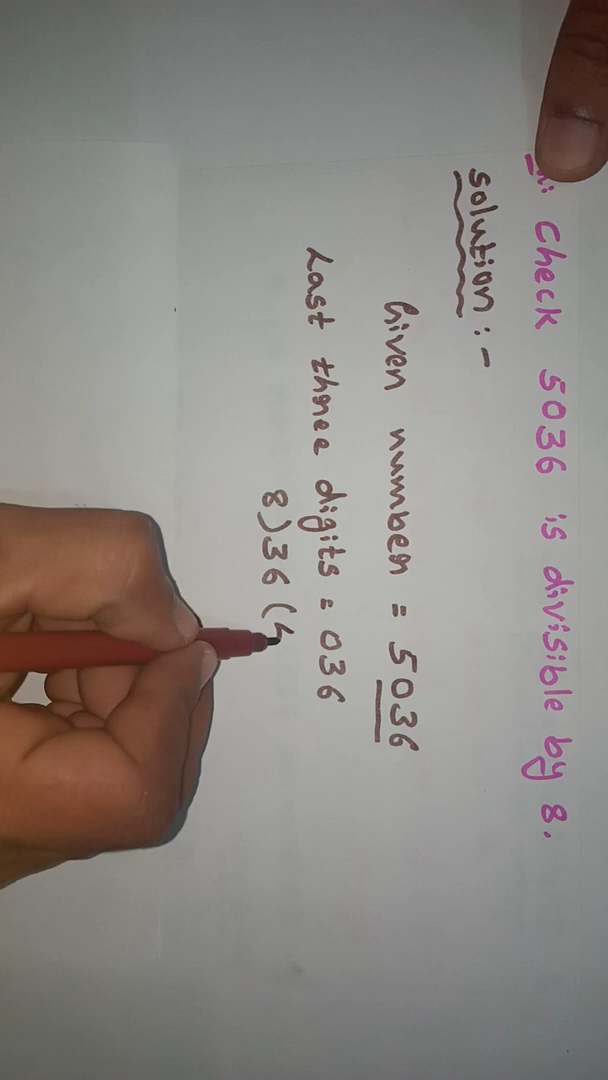 Check 5036 is divisible by 8.
Solution :-
Given number = 5036
Last three digits = 036
8)36(4